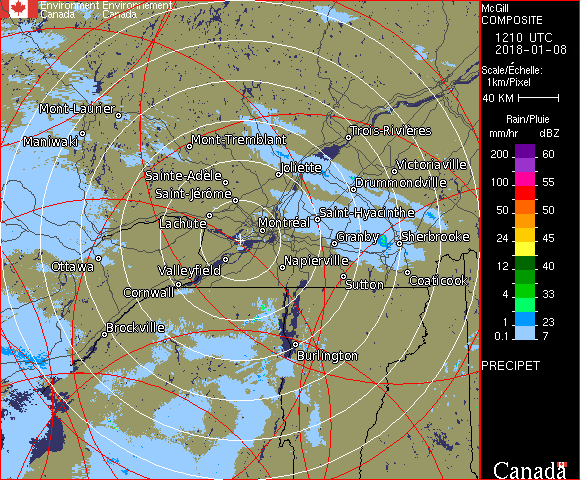 Environment Environnement
Canada Canada
McGill
COMPOSITE
1210 UTC
2018-01-08
Scale/Échelle:
1km/Pixel
40 KM
Rain/Pluie
mm/hr dBZ
200 60
100 55
50 50
24 45
12 40
4 33
1 23
0.1 7
PRECIPET
Canada
Mont-Laurier
Maniwaki
Mont-Tremblant
Trois-Rivières
Sainte-Adèle
Joliette
Victoriaville
Saint-Jérôme
Drummondville
Lachute
Montréal
Saint-Hyacinthe
Granby
Sherbrooke
Ottawa
Valleyfield
Napierville
Cornwall
Sutton
Coaticook
Brockville
Burlington